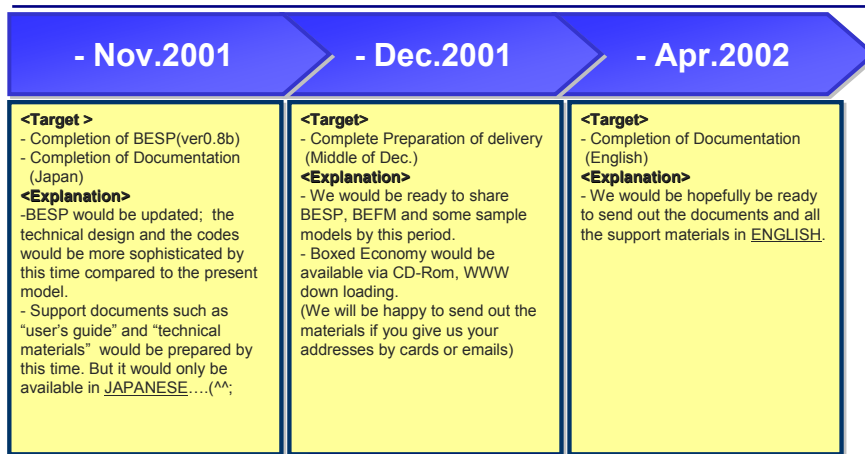 - Nov.2001
<Target >
- Completion of BESP(ver0.8b)
- Completion of Documentation
(Japan)
<Explanation>
-BESP would be updated;  the
technical design and the codes
would be more sophisticated by
this time compared to the present
model.
- Support documents such as
“user's guide” and “technical
materials”  would be prepared by
this time. But it would only be
available in JAPANESE….(^^;
- Dec.2001
<Target>
- Complete Preparation of delivery
(Middle of Dec.)
<Explanation>
- We would be ready to share
BESP, BEFM and some sample
models by this period.
- Boxed Economy would be
available via CD-Rom, WWW
down loading.
(We will be happy to send out the
materials if you give us your
addresses by cards or emails)
- Apr.2002
<Target>
- Completion of Documentation
(English)
<Explanation>
- We would be hopefully be ready
to send out the documents and all
the support materials in ENGLISH.